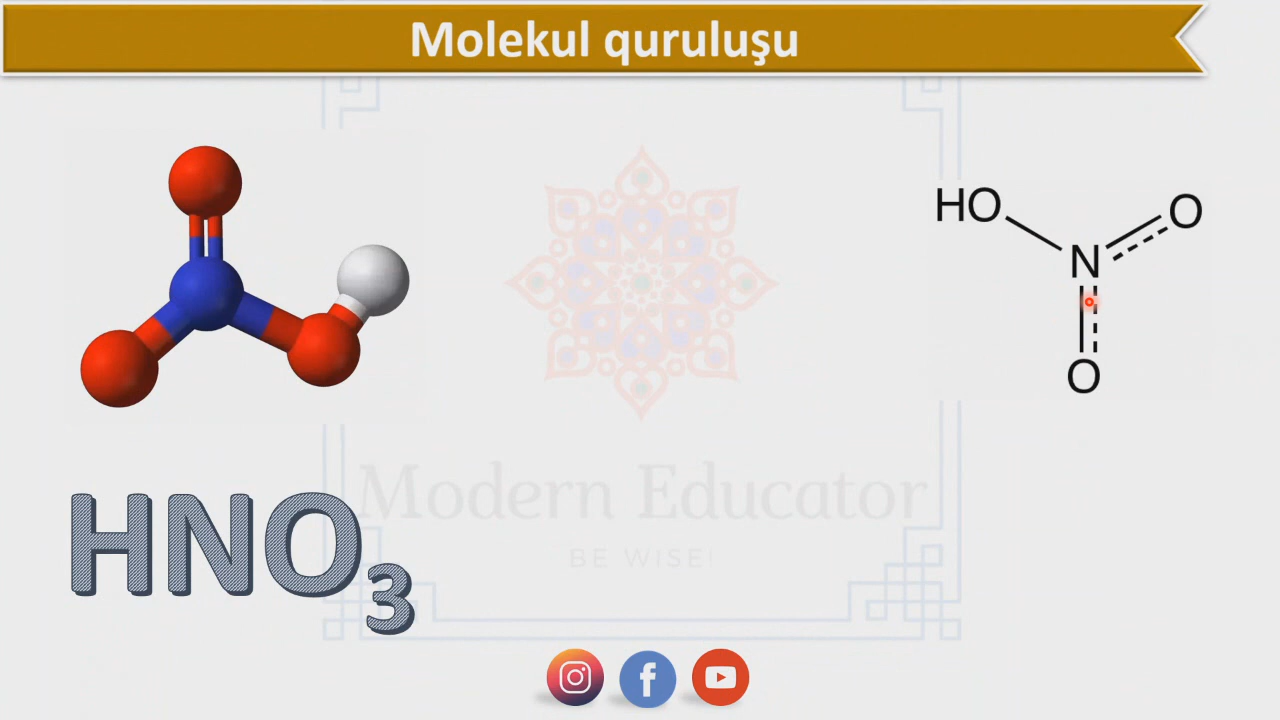 Molekul quruluşu
HO
O
N
O
HNO3
Modern Educator
BE WISE!